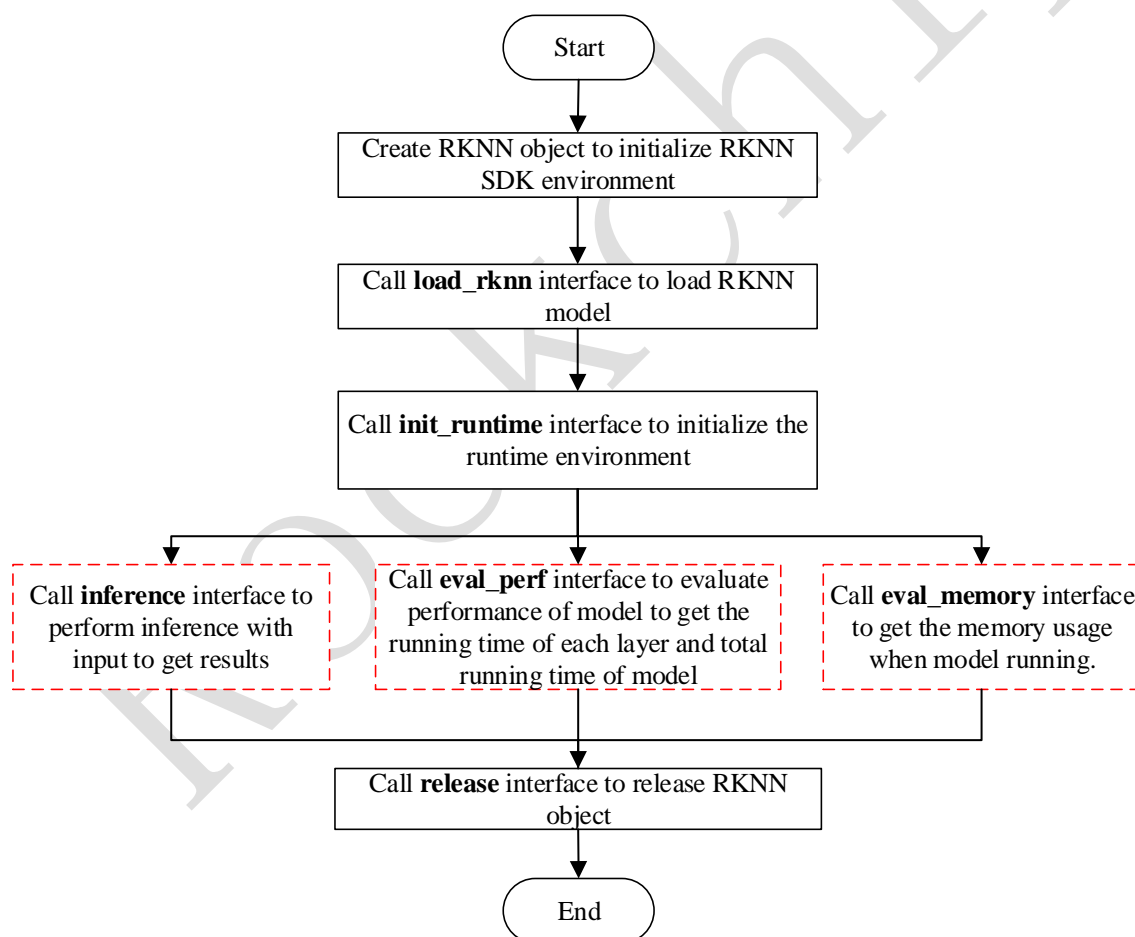 Start
Create RKNN object to initialize RKNN
SDK environment
Call load_rknn interface to load RKNN
model
Call init_runtime interface to initialize the
runtime environment
Call inference interface to
perform inference with
input to get results
Call eval_perf interface to evaluate
performance of model to get the
running time of each layer and total
running time of model
Call eval_memory interface
to get the memory usage
when model running.
Call release interface to release RKNN
object
End
Rockchip